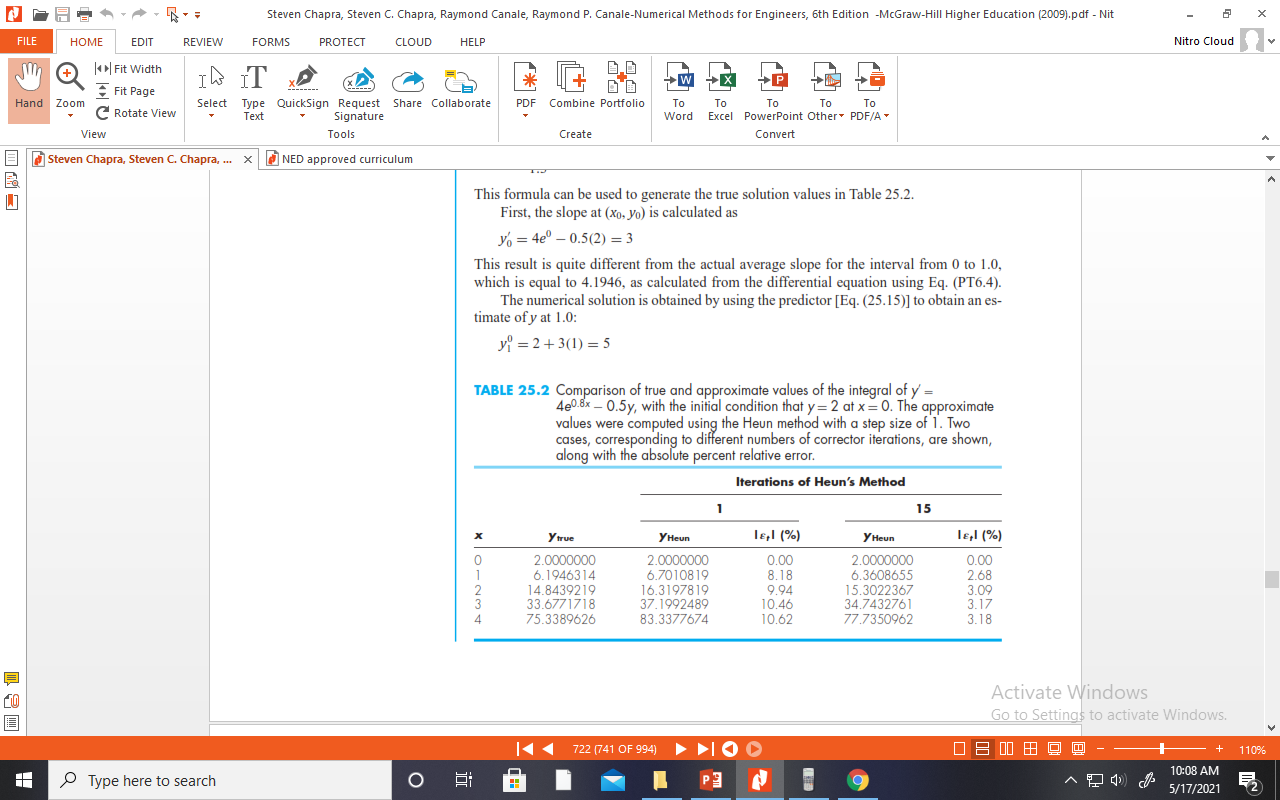 Steven Chapra, Steven C. Chapra, Raymond Canale, Raymond P. Canale-Numerical Methods for Engineers, 6th Edition -McGraw-Hill Higher Education (2009).pdf - Nit
FILE HOME EDIT REVIEW FORMS PROTECT CLOUD HELP Nitro Cloud
Hand Zoom Fit Width Fit Page Rotate View
View
Select Type Text QuickSign Request Signature Share Collaborate
Tools
PDF Combine Portfolio
Create
To Word To Excel To PowerPoint To Other To PDF/A
Convert
Steven Chapra, Steven C. Chapra, ... × NED approved curriculum
This formula can be used to generate the true solution values in Table 25.2.
First, the slope at (x₀, y₀) is calculated as
y′₀ = 4e⁰ − 0.5(2) = 3
This result is quite different from the actual average slope for the interval from 0 to 1.0,
which is equal to 4.1946, as calculated from the differential equation using Eq. (PT6.4).
The numerical solution is obtained by using the predictor [Eq. (25.15)] to obtain an es-
timate of y at 1.0:
y₁⁰ = 2 + 3(1) = 5
TABLE 25.2 Comparison of true and approximate values of the integral of y′ =
4e⁰·⁸ˣ − 0.5y, with the initial condition that y = 2 at x = 0. The approximate
values were computed using the Heun method with a step size of 1. Two
cases, corresponding to different numbers of corrector iterations, are shown,
along with the absolute percent relative error.
Iterations of Heun's Method
1 15
x y true y Heun |εₜ| (%) y Heun |εₜ| (%)
0 2.0000000 2.0000000 0.00 2.0000000 0.00
1 6.1946314 6.7010819 8.18 6.3608655 2.68
2 14.8439219 16.3197819 9.94 15.3022367 3.09
3 33.6771718 37.1992489 10.46 34.7432761 3.17
4 75.3389626 83.3377674 10.62 77.7350962 3.18
Activate Windows
Go to Settings to activate Windows.
722 (741 OF 994) 110%
Type here to search
10:08 AM
5/17/2021
2